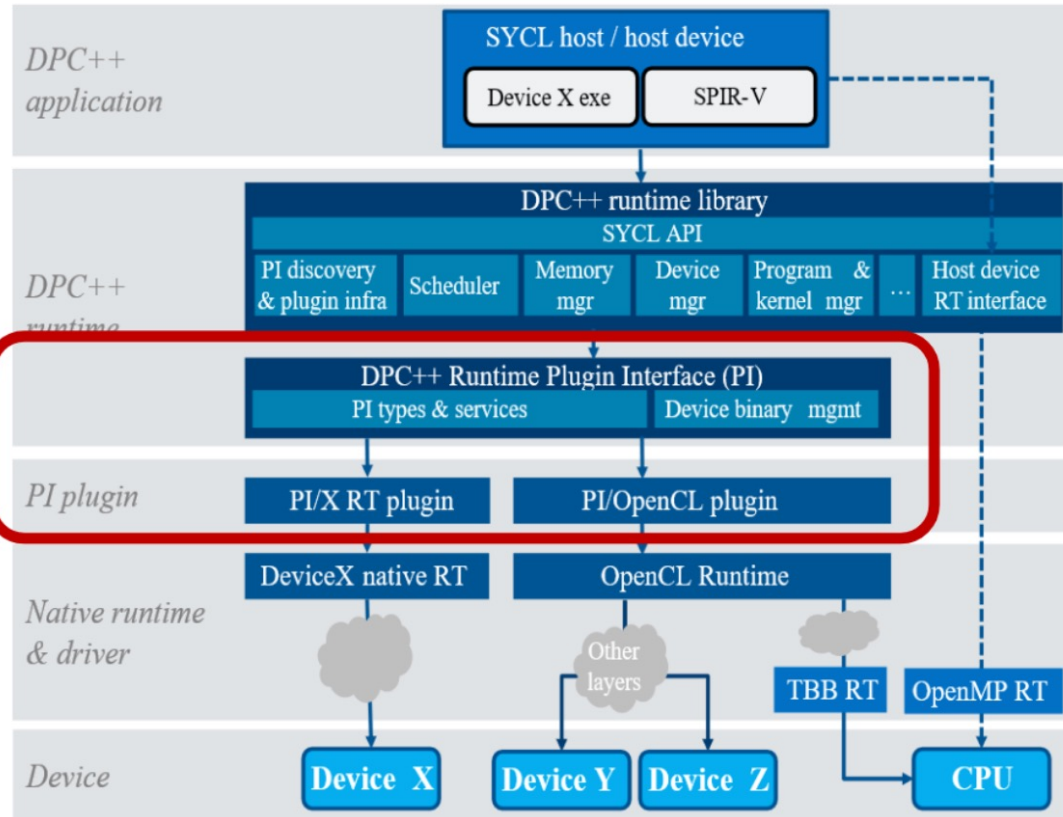 DPC++
application
SYCL host / host device
Device X exe
SPIR-V
DPC++
runtime
DPC++ runtime library
SYCL API
PI discovery
& plugin infra
Scheduler
Memory
mgr
Device
mgr
Program &
kernel mgr
...
Host device
RT interface
DPC++ Runtime Plugin Interface (PI)
PI types & services
Device binary mgmt
PI plugin
PI/X RT plugin
PI/OpenCL plugin
Native runtime
& driver
DeviceX native RT
OpenCL Runtime
Other
layers
TBB RT
OpenMP RT
Device
Device X
Device Y
Device Z
CPU